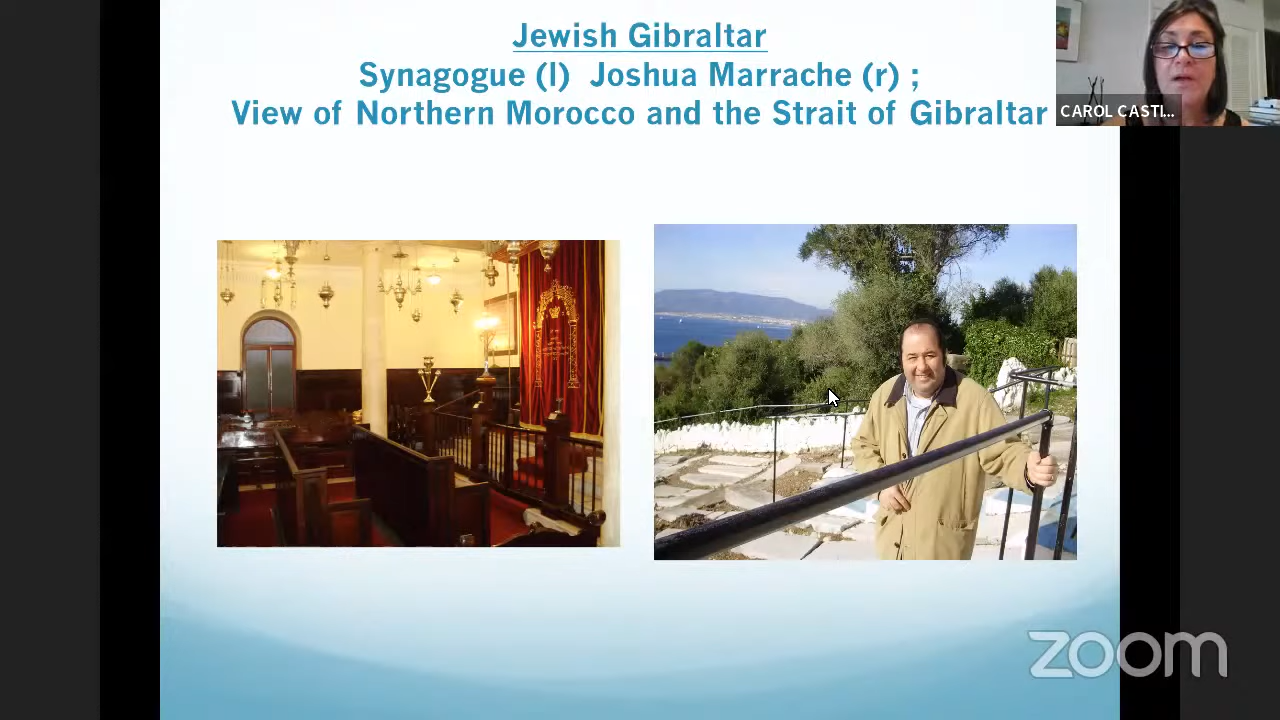 Jewish Gibraltar
Synagogue (l) Joshua Marrache (r) ;
View of Northern Morocco and the Strait of Gibraltar
CAROL CASTI...
zoom